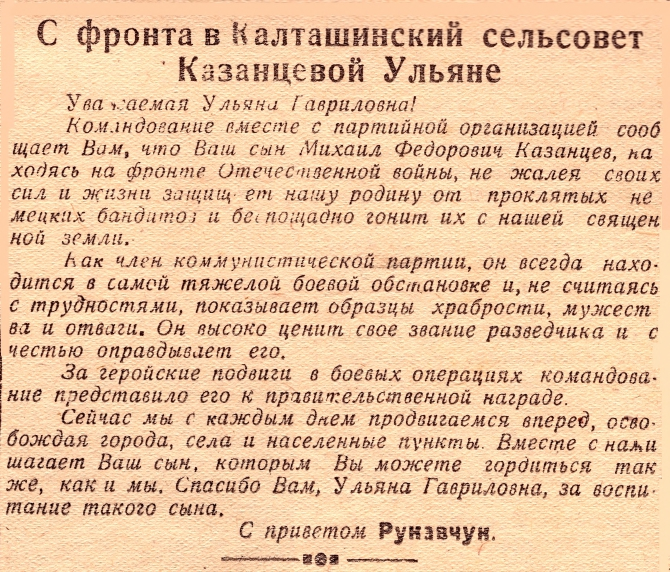 С фронта в Калташинский сельсовет
Казанцевой Ульяне
Уважаемая Ульяна Гавриловна!
Командование вместе с партийной организацией сооб
щает Вам, что Ваш сын Михаил Федорович Казанцев, на
ходясь на фронте Отечественной войны, не жалея своих
сил и жизни защищ ет нашу родину от проклятых не
мецких бандитов и беспощадно гонит их с нашей священ
ной земли.
Как член коммунистической партии, он всегда нахо-
дится в самой тяжелой боевой обстановке и, не считаясь
с трудностями, показывает образцы храбрости, мужест
ва и отваги. Он высоко ценит свое звание разведчика и с
честью оправдывает его.
За геройские подвиги в боевых операциях командова-
ние представило его к правительственной награде.
Сейчас мы с каждым днем продвигаемся вперед, осво-
бождая города, села и населенные пункты. Вместе с нами
шагает Ваш сын, которым Вы можете гордиться так
же, как и мы. Спасибо Вам, Ульяна Гавриловна, за воспи-
тание такого сына.
С приветом Рунавчун.